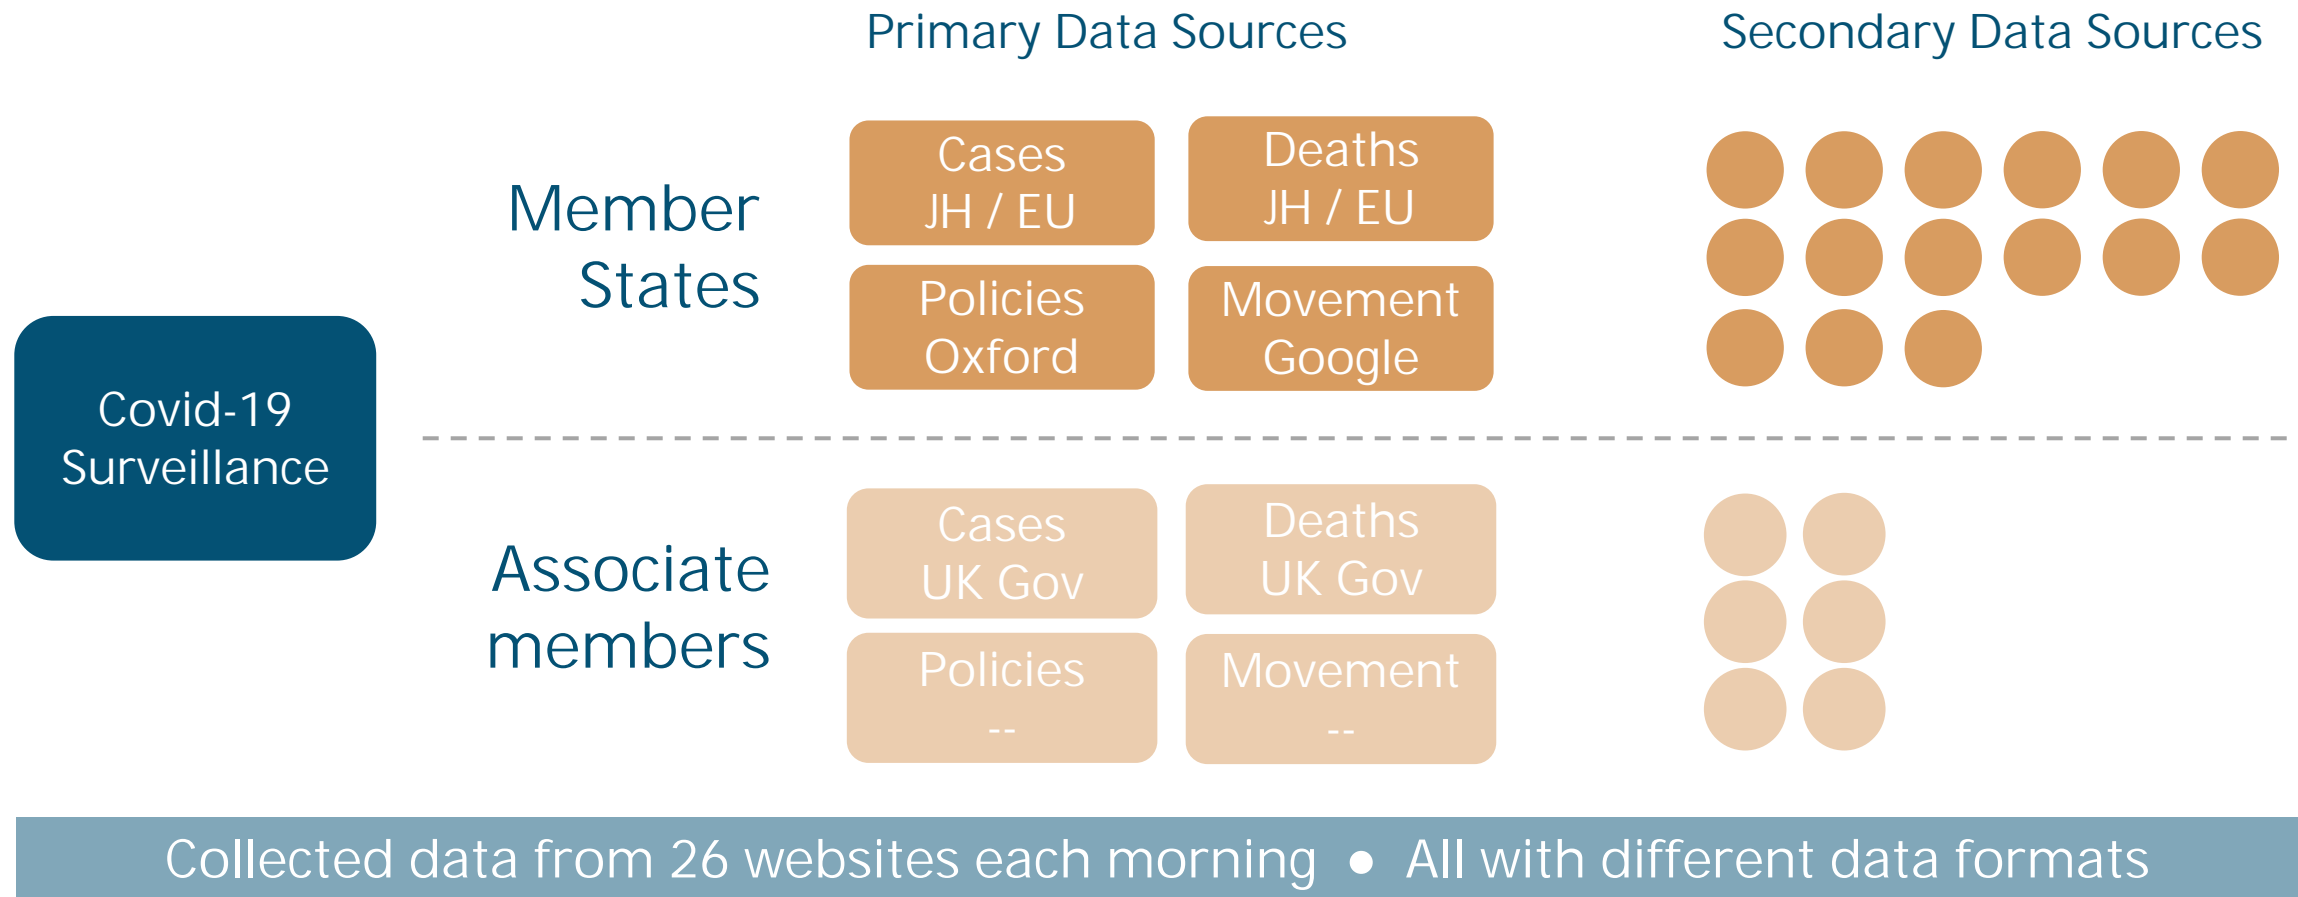 Primary Data Sources
Secondary Data Sources
Covid-19
Surveillance
Member
States
Cases
JH / EU
Deaths
JH / EU
Policies
Oxford
Movement
Google
Associate
members
Cases
UK Gov
Deaths
UK Gov
Policies
--
Movement
--
Collected data from 26 websites each morning ● All with different data formats